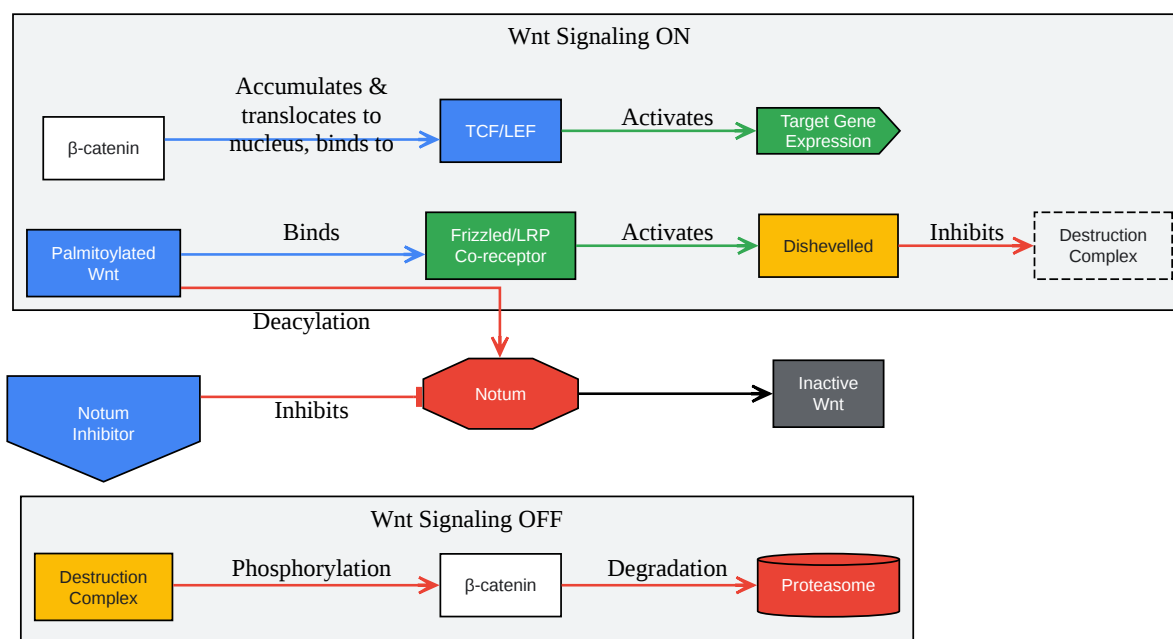 Wnt Signaling ON
Accumulates &
translocates to
nucleus, binds to
β-catenin
TCF/LEF
Activates
Target Gene
Expression
Palmitoylated
Wnt
Binds
Frizzled/LRP
Co-receptor
Activates
Dishevelled
Inhibits
Destruction
Complex
Deacylation
Notum
Inhibitor
Inhibits
Notum
Inactive
Wnt
Wnt Signaling OFF
Destruction
Complex
Phosphorylation
β-catenin
Degradation
Proteasome